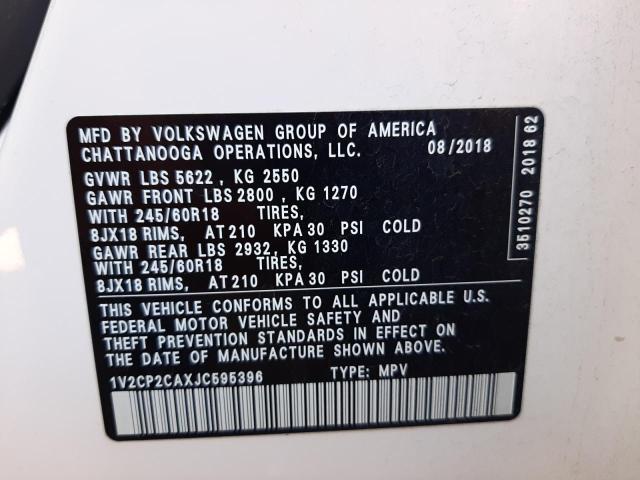 MFD BY VOLKSWAGEN GROUP OF AMERICA
CHATTANOOGA OPERATIONS, LLC. 08/2018
GVWR LBS 5622, KG 2550
GAWR FRONT LBS 2800, KG 1270
WITH 245/60R18 TIRES,
8JX18 RIMS, AT 210 KPA 30 PSI COLD
GAWR REAR LBS 2932, KG 1330
WITH 245/60R18 TIRES,
8JX18 RIMS, AT 210 KPA 30 PSI COLD
THIS VEHICLE CONFORMS TO ALL APPLICABLE U.S.
FEDERAL MOTOR VEHICLE SAFETY AND
THEFT PREVENTION STANDARDS IN EFFECT ON
DATE OF MANUFACTURE SHOWN ABOVE.
1V2CP2CAXJC595396 TYPE: MPV
3510270 2018 62